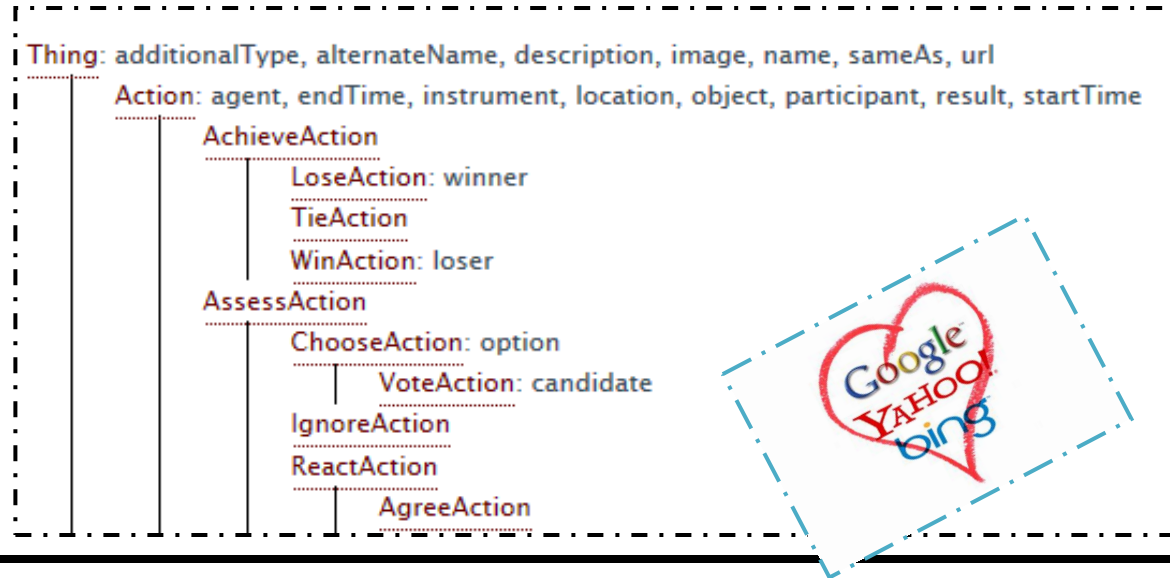 Thing: additionalType, alternateName, description, image, name, sameAs, url
Action: agent, endTime, instrument, location, object, participant, result, startTime
AchieveAction
LoseAction: winner
TieAction
WinAction: loser
AssessAction
ChooseAction: option
VoteAction: candidate
IgnoreAction
ReactAction
AgreeAction
Google
YAHOO!
bing